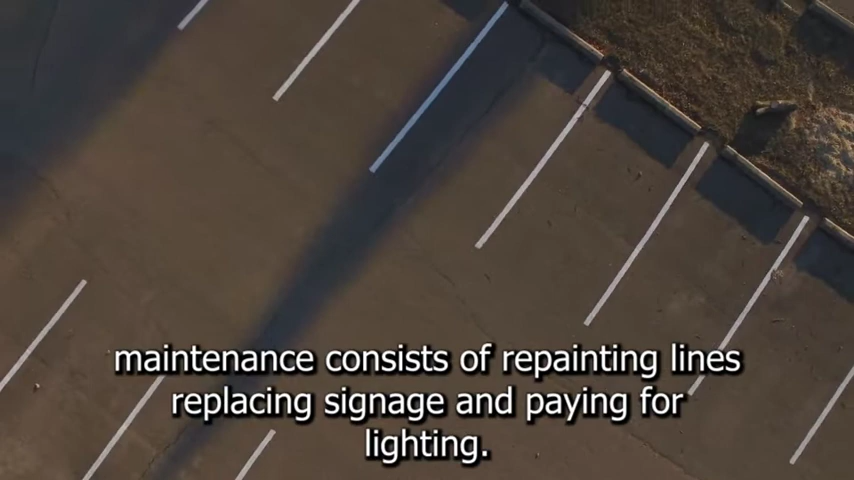 maintenance consists of repainting lines
replacing signage and paying for
lighting.